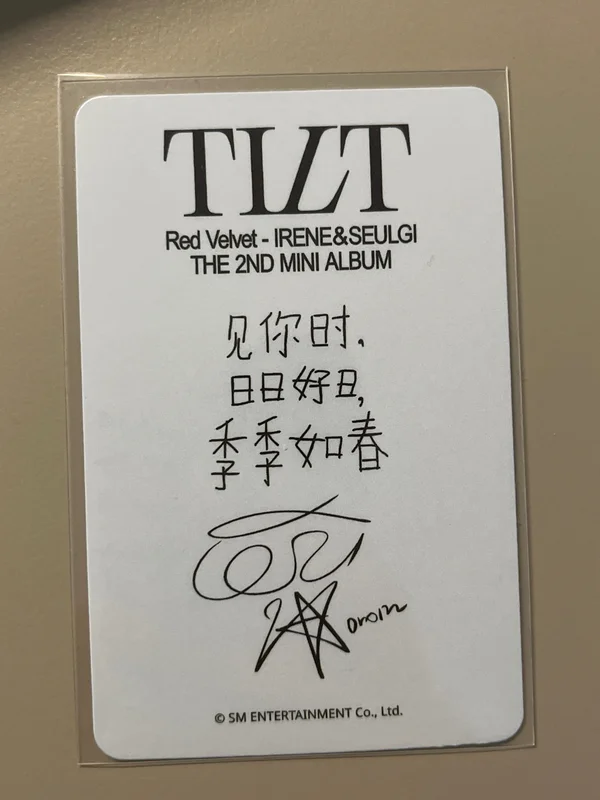 TILT
Red Velvet - IRENE&SEULGI
THE 2ND MINI ALBUM
见你时,
日日好日,
季季如春
© SM ENTERTAINMENT Co., Ltd.